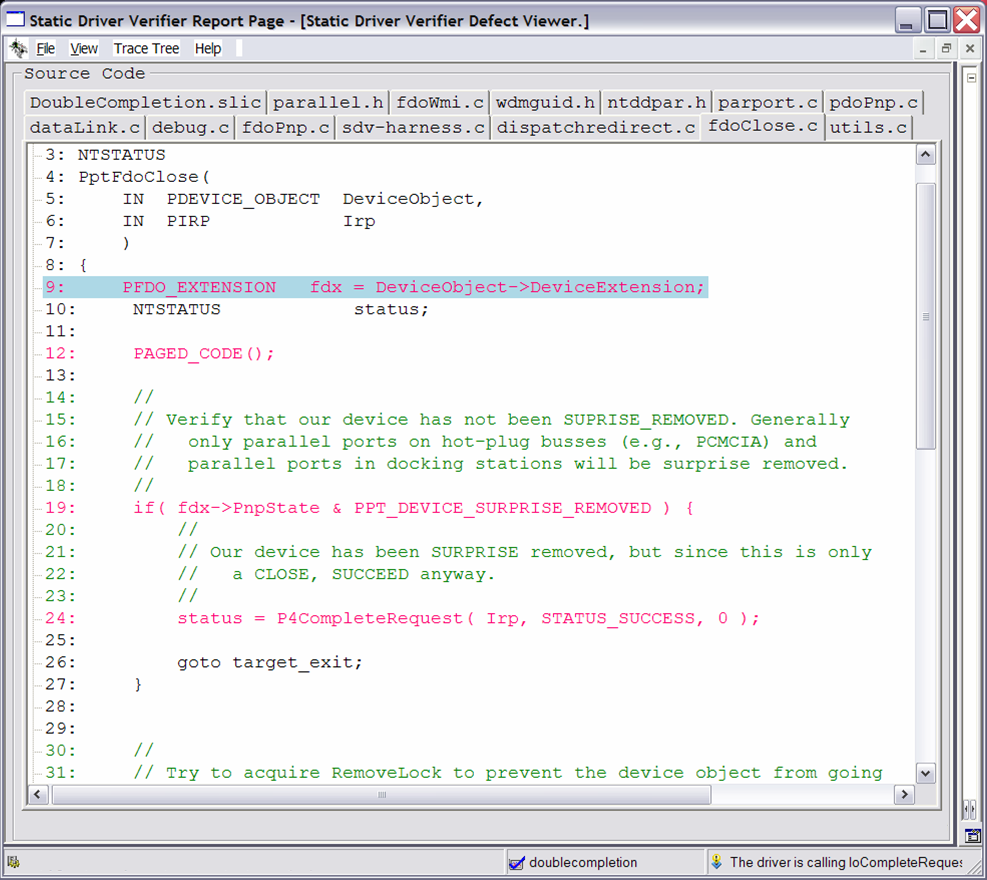 Static Driver Verifier Report Page - [Static Driver Verifier Defect Viewer.]
File View Trace Tree Help
Source Code
DoubleCompletion.slic parallel.h fdoWmi.c wdmguid.h ntddpar.h parport.c pdoPnp.c
dataLink.c debug.c fdoPnp.c sdv-harness.c dispatchredirect.c fdoClose.c utils.c
3: NTSTATUS
4: PptFdoClose(
5: IN PDEVICE_OBJECT DeviceObject,
6: IN PIRP Irp
7: )
8: {
9: PFDO_EXTENSION fdx = DeviceObject->DeviceExtension;
10: NTSTATUS status;
11:
12: PAGED_CODE();
13:
14: //
15: // Verify that our device has not been SUPRISE_REMOVED. Generally
16: // only parallel ports on hot-plug busses (e.g., PCMCIA) and
17: // parallel ports in docking stations will be surprise removed.
18: //
19: if( fdx->PnpState & PPT_DEVICE_SURPRISE_REMOVED ) {
20: //
21: // Our device has been SURPRISE removed, but since this is only
22: // a CLOSE, SUCCEED anyway.
23: //
24: status = P4CompleteRequest( Irp, STATUS_SUCCESS, 0 );
25:
26: goto target_exit;
27: }
28:
29:
30: //
31: // Try to acquire RemoveLock to prevent the device object from going
doublecompletion The driver is calling IoCompleteReques